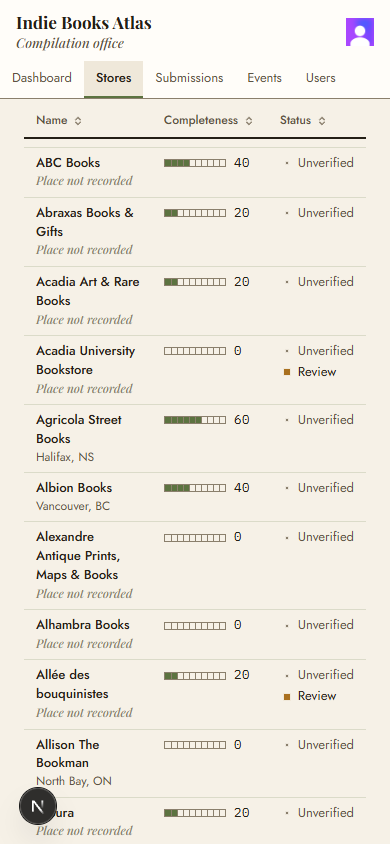 Indie Books Atlas
Compilation office
Dashboard Stores Submissions Events Users
Name Completeness Status
ABC Books 40 Unverified
Place not recorded
Abraxas Books & 20 Unverified
Gifts
Place not recorded
Acadia Art & Rare 20 Unverified
Books
Place not recorded
Acadia University 0 Unverified
Bookstore Review
Place not recorded
Agricola Street 60 Unverified
Books
Halifax, NS
Albion Books 40 Unverified
Vancouver, BC
Alexandre 0 Unverified
Antique Prints,
Maps & Books
Place not recorded
Alhambra Books 0 Unverified
Place not recorded
Allée des 20 Unverified
bouquinistes Review
Place not recorded
Allison The 0 Unverified
Bookman
North Bay, ON
N 20 Unverified
Place not recorded